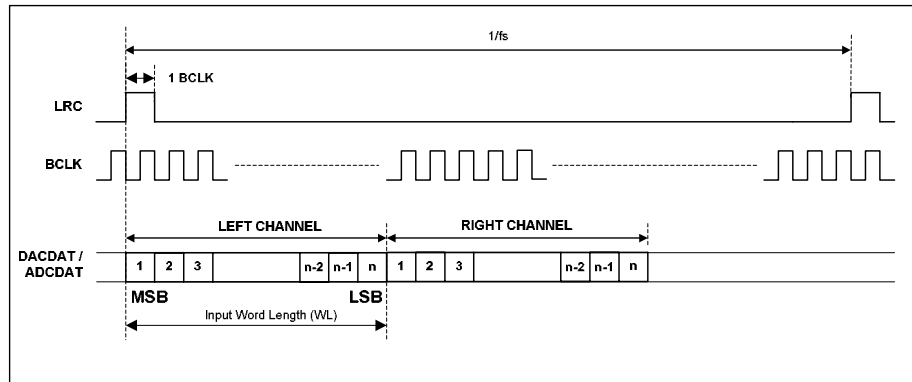 1/fs
1 BCLK
LRC
BCLK
LEFT CHANNEL
RIGHT CHANNEL
DACDAT /
ADCDAT
1 2 3 n-2 n-1 n 1 2 3 n-2 n-1 n
MSB LSB
Input Word Length (WL)